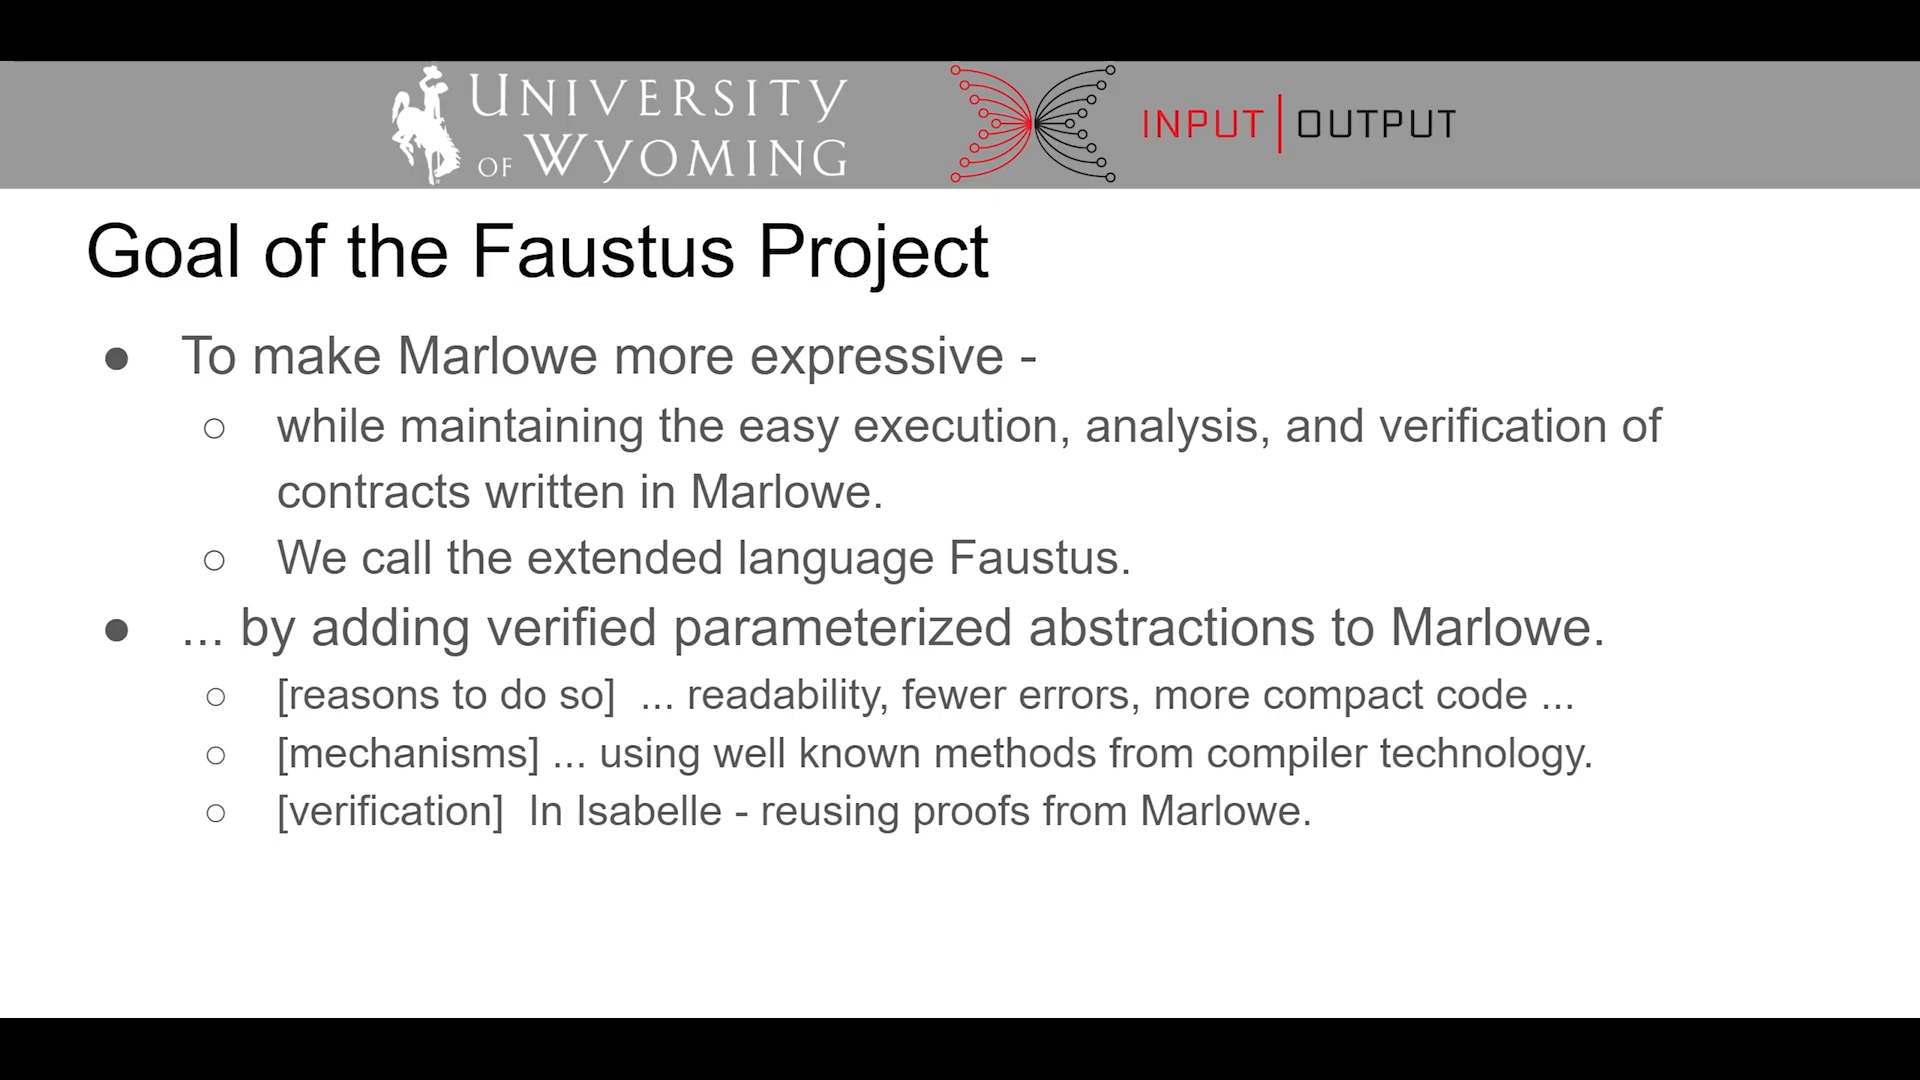 UNIVERSITY
OF WYOMING
INPUT | OUTPUT
Goal of the Faustus Project
● To make Marlowe more expressive -
○ while maintaining the easy execution, analysis, and verification of
contracts written in Marlowe.
○ We call the extended language Faustus.
● ... by adding verified parameterized abstractions to Marlowe.
○ [reasons to do so] ... readability, fewer errors, more compact code ...
○ [mechanisms] ... using well known methods from compiler technology.
○ [verification] In Isabelle - reusing proofs from Marlowe.